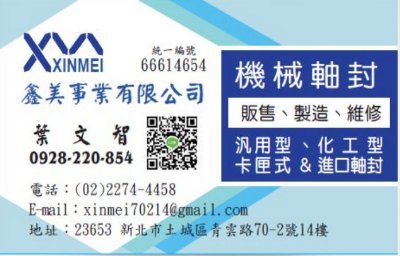 XINMEI
統一編號
66614654
鑫美事業有限公司
葉文智
0928-220-854
機械軸封
販售、製造、維修
汎用型、化工型
卡匣式 & 進口軸封
電話：(02)2274-4458
E-mail：xinmei70214@gmail.com
地址：23653 新北市土城區青雲路70-2號14樓